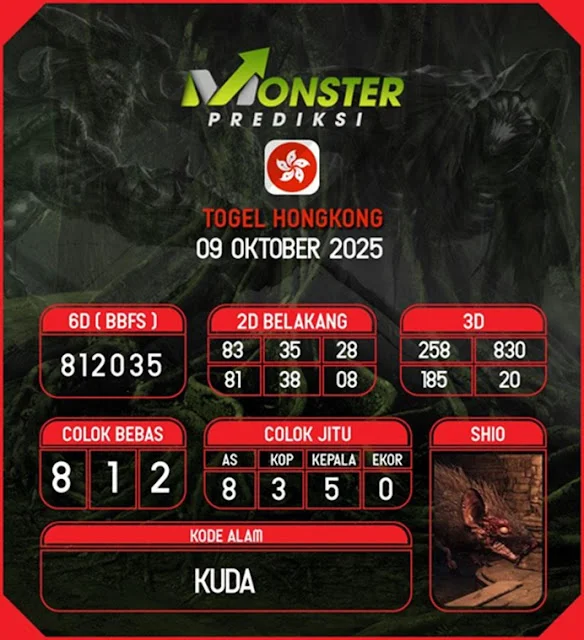 MONSTER
PREDIKSI
TOGEL HONGKONG
09 OKTOBER 2025
6D ( BBFS )
812035
2D BELAKANG
83 35 28
81 38 08
3D
258 830
185 20
COLOK BEBAS
8 1 2
COLOK JITU
AS KOP KEPALA EKOR
8 3 5 0
SHIO
KODE ALAM
KUDA